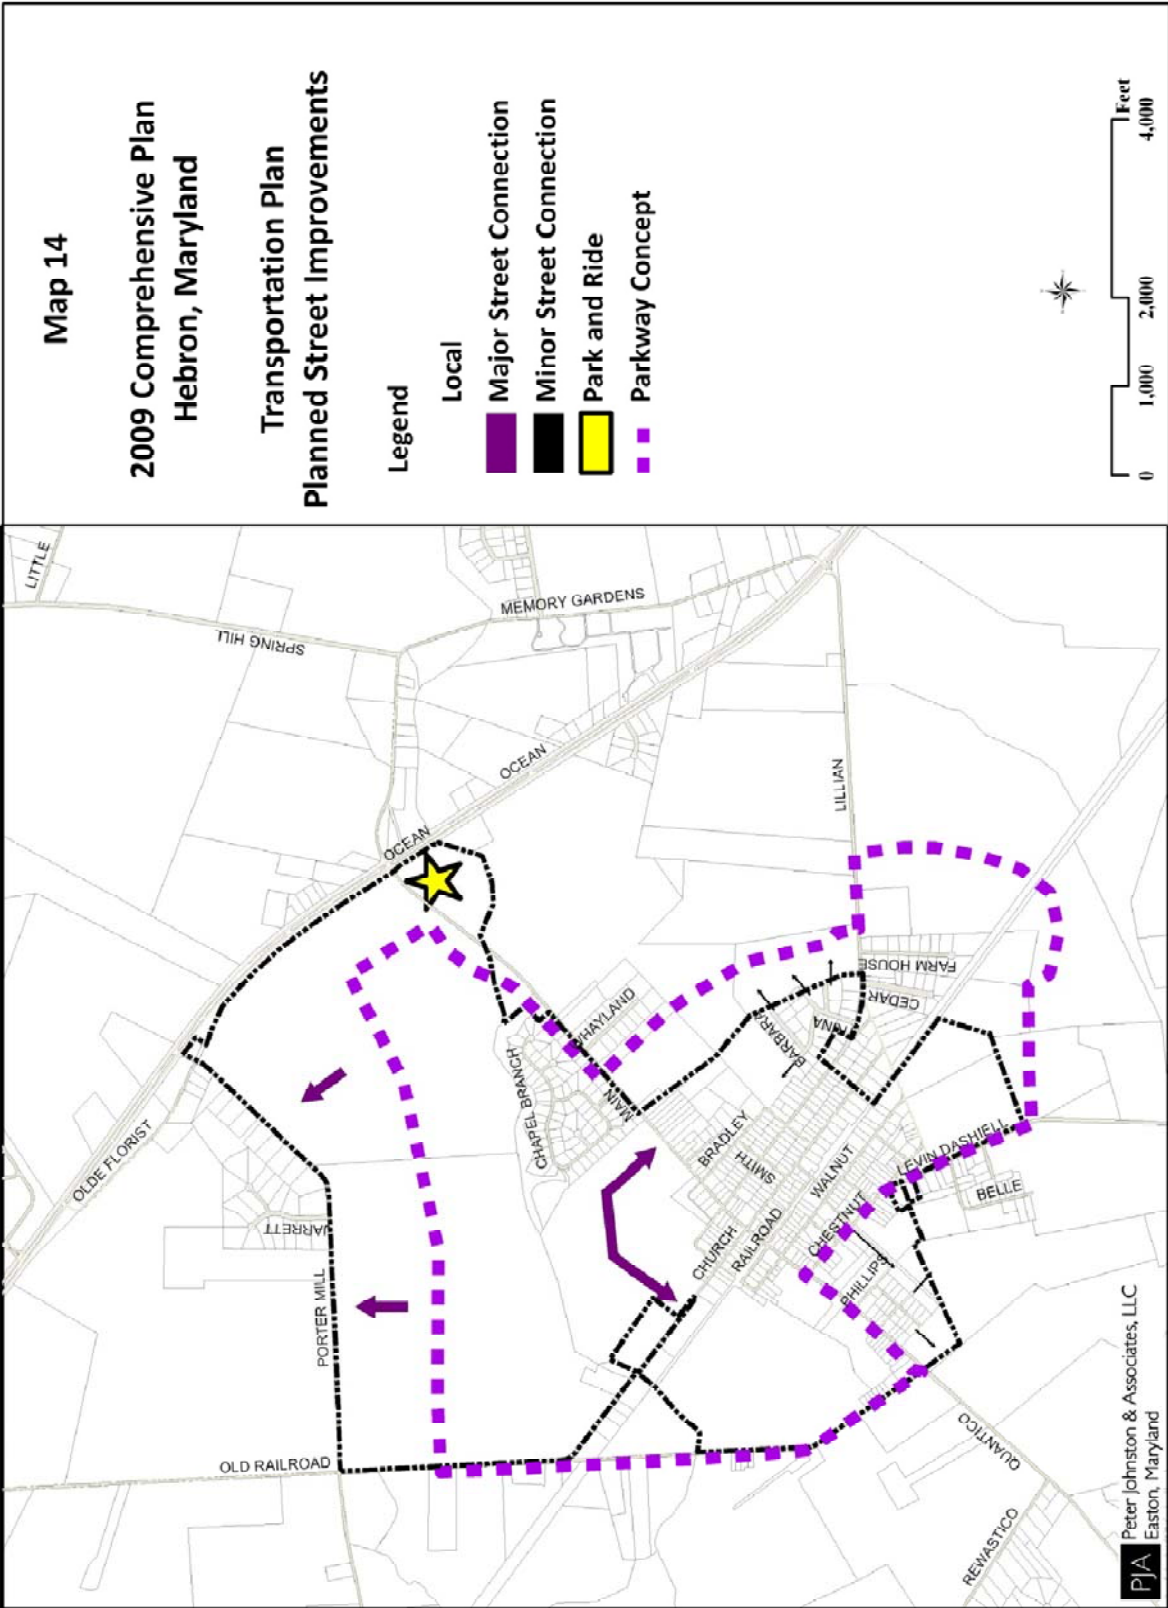 Map 14
2009 Comprehensive Plan
Hebron, Maryland
Transportation Plan
Planned Street Improvements
Legend
Local
Major Street Connection
Minor Street Connection
Park and Ride
Parkway Concept
0 1,000 2,000 4,000
Feet
LITTLE
SPRING HILL
MEMORY GARDENS
OCEAN
OCEAN
LILLIAN
OLDE FLORIST
JARRETT
PORTER MILL
OLD RAILROAD
CHAPEL BRANCH
MAIN
BARBARA
CEDAR
FARM HOUSE
BRADLEY
SMITH
WALNUT
CHURCH
RAILROAD
CHESTNUT
PHILLIPS
LEVIN DASHIELL
BELLE
QUANTICO
REWASTICO
PJA
Peter Johnston & Associates, LLC
Easton, Maryland